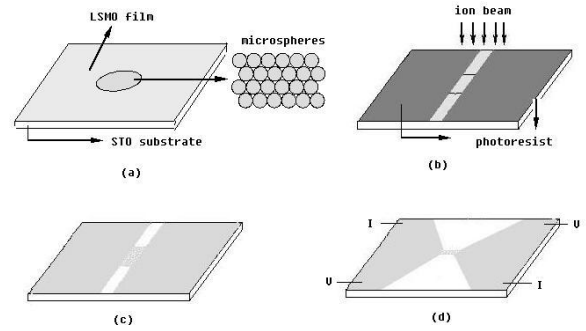 LSMO film
microspheres
STO substrate
(a)
ion beam
photoresist
(b)
(c)
I
V
V
I
(d)